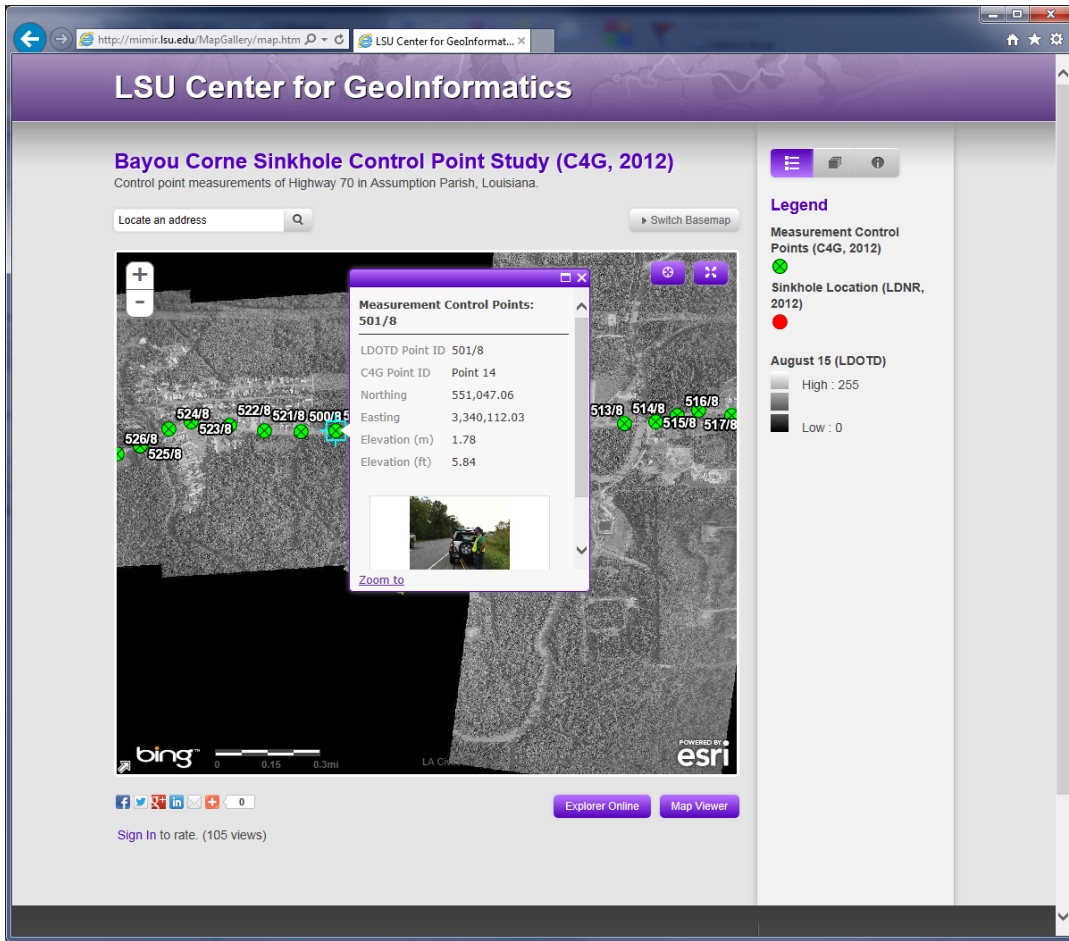 http://mimir.lsu.edu/MapGallery/map.htm
LSU Center for GeoInformat...
LSU Center for GeoInformatics
Bayou Corne Sinkhole Control Point Study (C4G, 2012)
Control point measurements of Highway 70 in Assumption Parish, Louisiana.
Locate an address
Switch Basemap
+
-
Measurement Control Points:
501/8
LDOTD Point ID 501/8
C4G Point ID Point 14
Northing 551,047.06
Easting 3,340,112.03
Elevation (m) 1.78
Elevation (ft) 5.84
Zoom to
526/8
525/8
524/8
523/8
522/8
521/8
500/8
513/8
514/8
515/8
516/8
517/8
bing™
0 0.15 0.3mi
POWERED BY
esri
Legend
Measurement Control
Points (C4G, 2012)
Sinkhole Location (LDNR,
2012)
August 15 (LDOTD)
High : 255
Low : 0
0
Explorer Online
Map Viewer
Sign In to rate. (105 views)